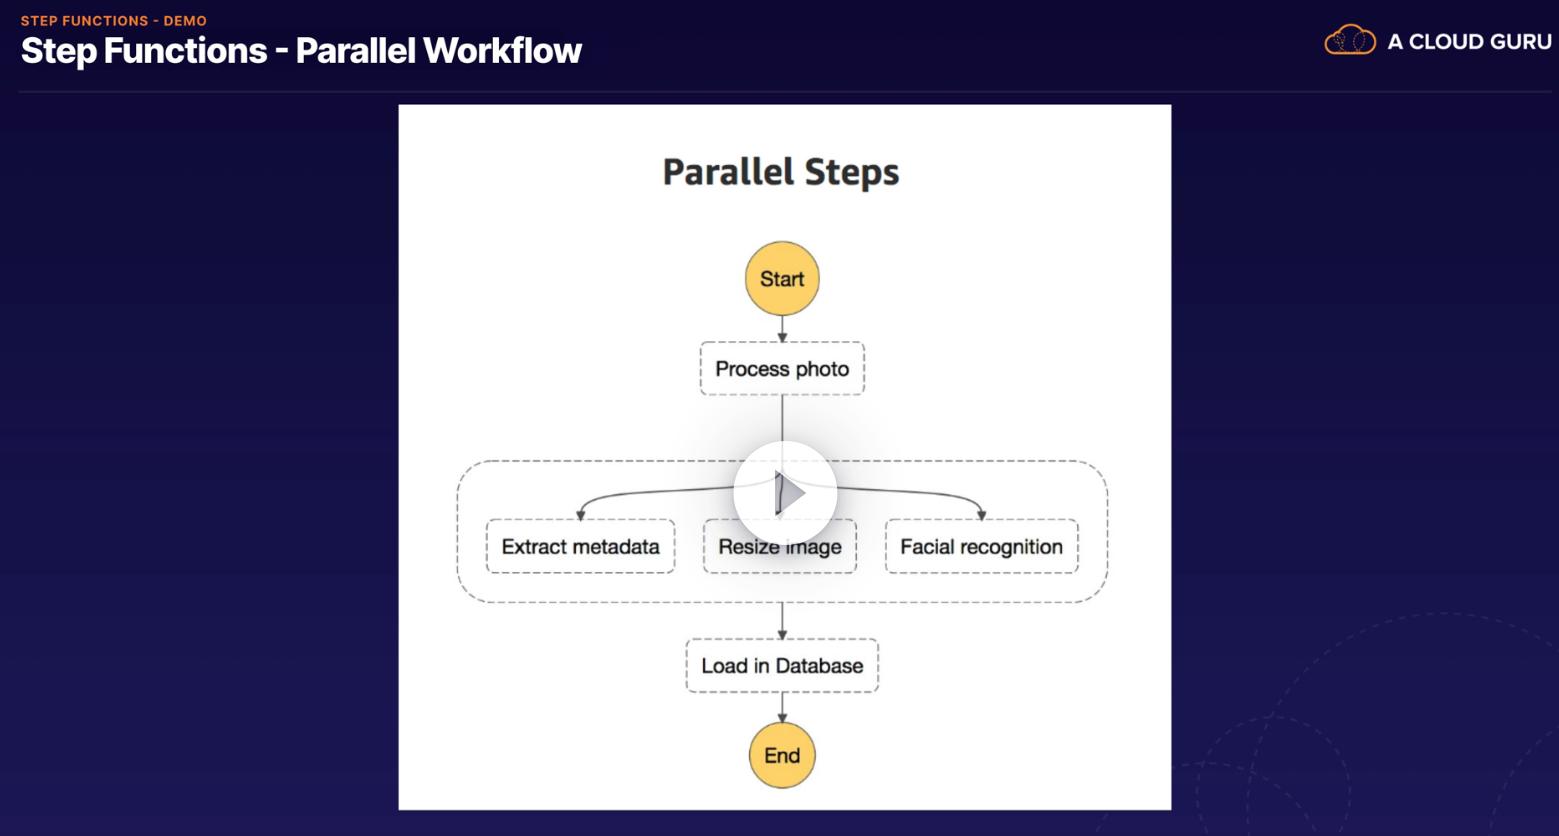 STEP FUNCTIONS - DEMO
Step Functions - Parallel Workflow
A CLOUD GURU
Parallel Steps
Start
Process photo
Extract metadata
Resize image
Facial recognition
Load in Database
End